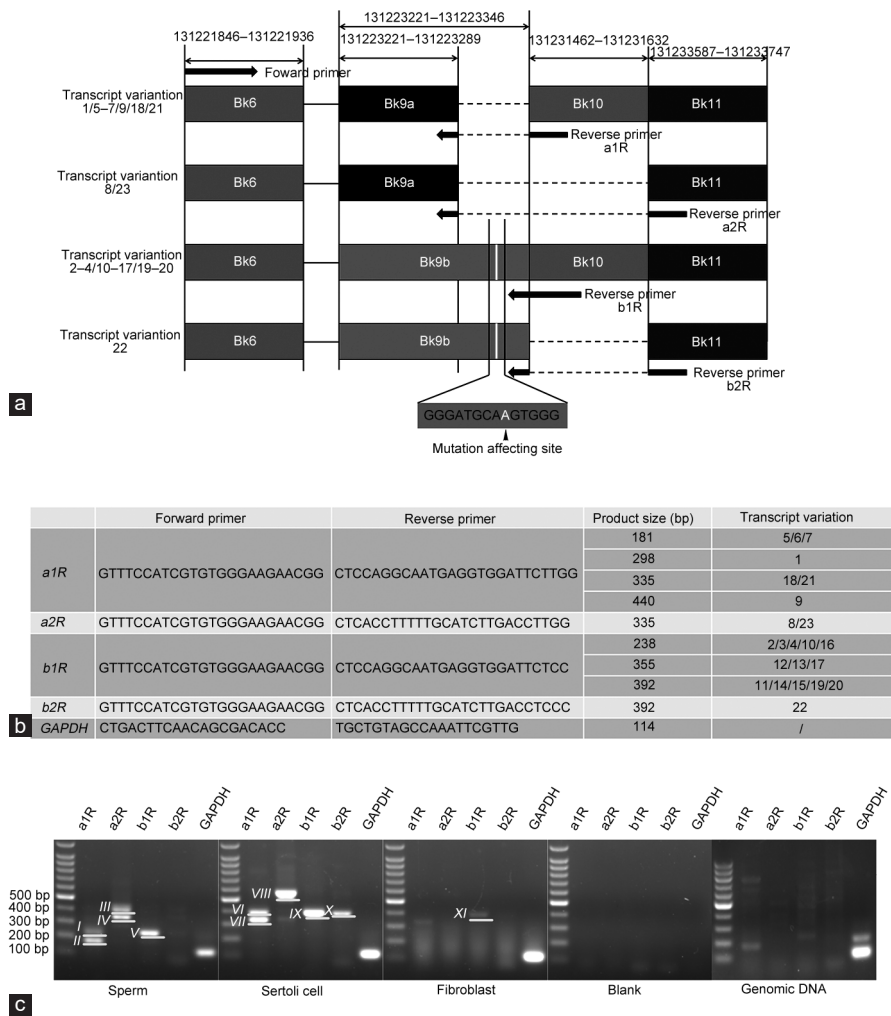 131223221–131223346
131221846–131221936
131223221–131223289
131231462–131231632
131233587–131233747
Foward primer
Transcript variantion
1/5–7/9/18/21
Bk6
Bk9a
Bk10
Bk11
Reverse primer
a1R
Transcript variantion
8/23
Bk6
Bk9a
Bk11
Reverse primer
a2R
Transcript variantion
2–4/10–17/19–20
Bk6
Bk9b
Bk10
Bk11
Reverse primer
b1R
Transcript variantion
22
Bk6
Bk9b
Bk11
Reverse primer
b2R
GGGATGCAAGTGGG
Mutation affecting site
a
Forward primer Reverse primer Product size (bp) Transcript variation
a1R GTTTCCATCGTGTGGGAAGAACGG CTCCAGGCAATGAGGTGGATTCTTGG
181 5/6/7
298 1
335 18/21
440 9
a2R GTTTCCATCGTGTGGGAAGAACGG CTCACCTTTTTGCATCTTGACCTTGG 335 8/23
b1R GTTTCCATCGTGTGGGAAGAACGG CTCCAGGCAATGAGGTGGATTCTCC
238 2/3/4/10/16
355 12/13/17
392 11/14/15/19/20
b2R GTTTCCATCGTGTGGGAAGAACGG CTCACCTTTTTGCATCTTGACCTCCC 392 22
GAPDH CTGACTTCAACAGCGACACC TGCTGTAGCCAAATTCGTTG 114 /
b
a1R a2R b1R b2R GAPDH a1R a2R b1R b2R GAPDH a1R a2R b1R b2R GAPDH a1R a2R b1R b2R GAPDH a1R a2R b1R b2R GAPDH
500 bp
400 bp
300 bp
200 bp
100 bp
I
II
III
IV
V
VI
VII
VIII
IX
X
XI
Sperm Sertoli cell Fibroblast Blank Genomic DNA
c